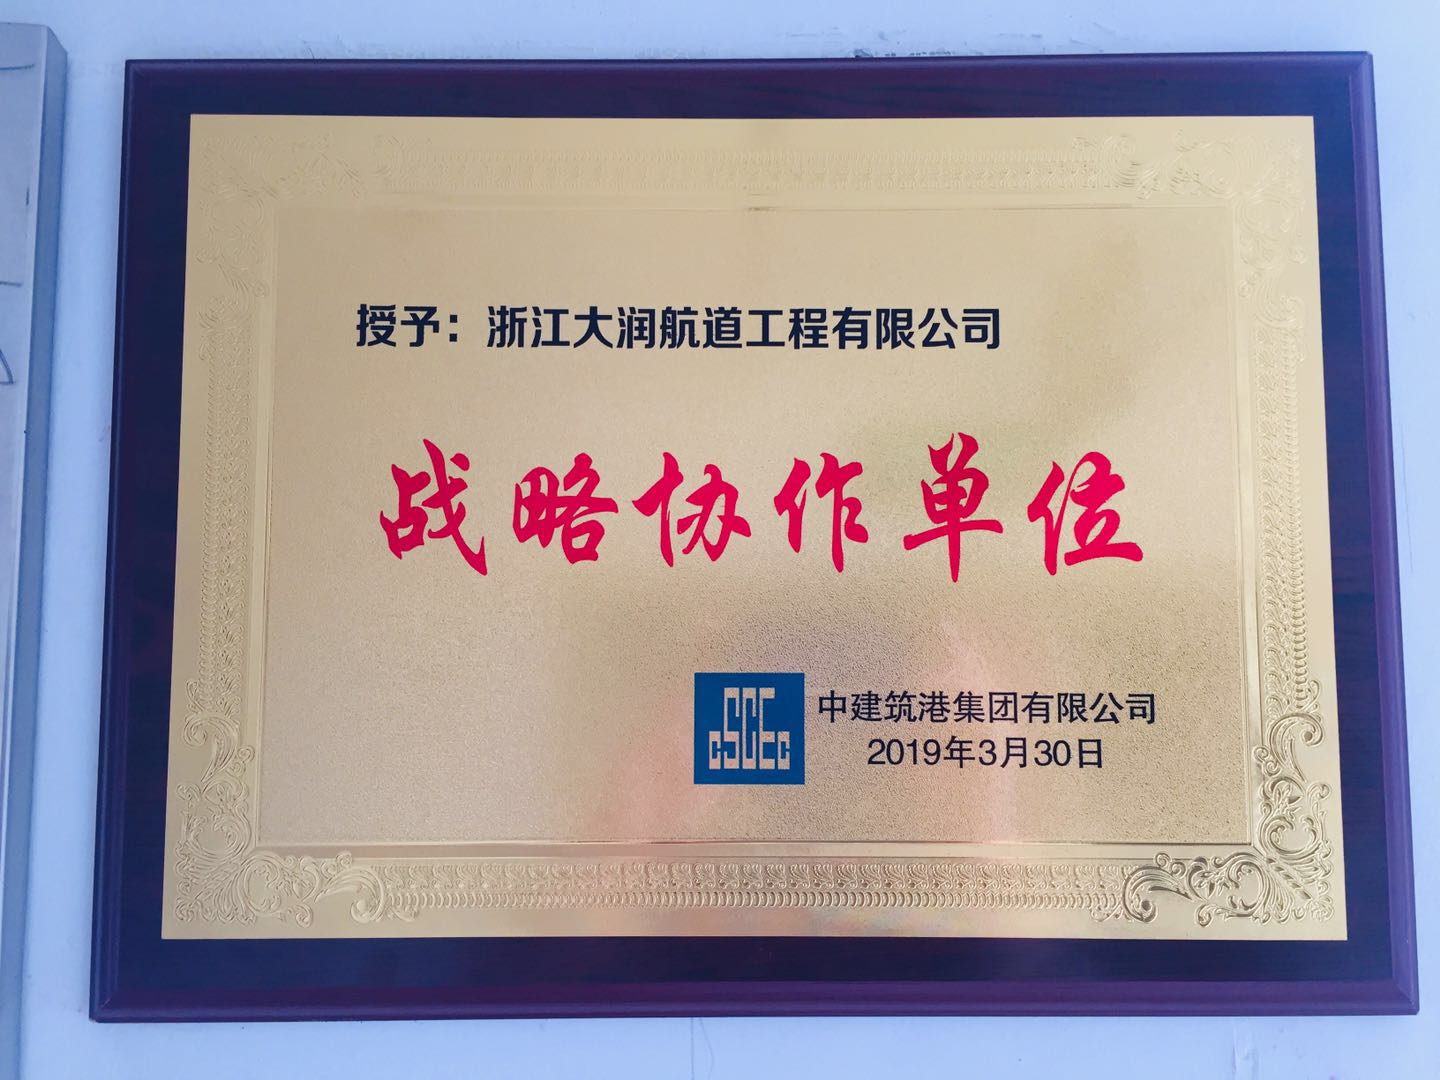 授予：浙江大润航道工程有限公司
战略协作单位
CSCEC
中建筑港集团有限公司
2019年3月30日